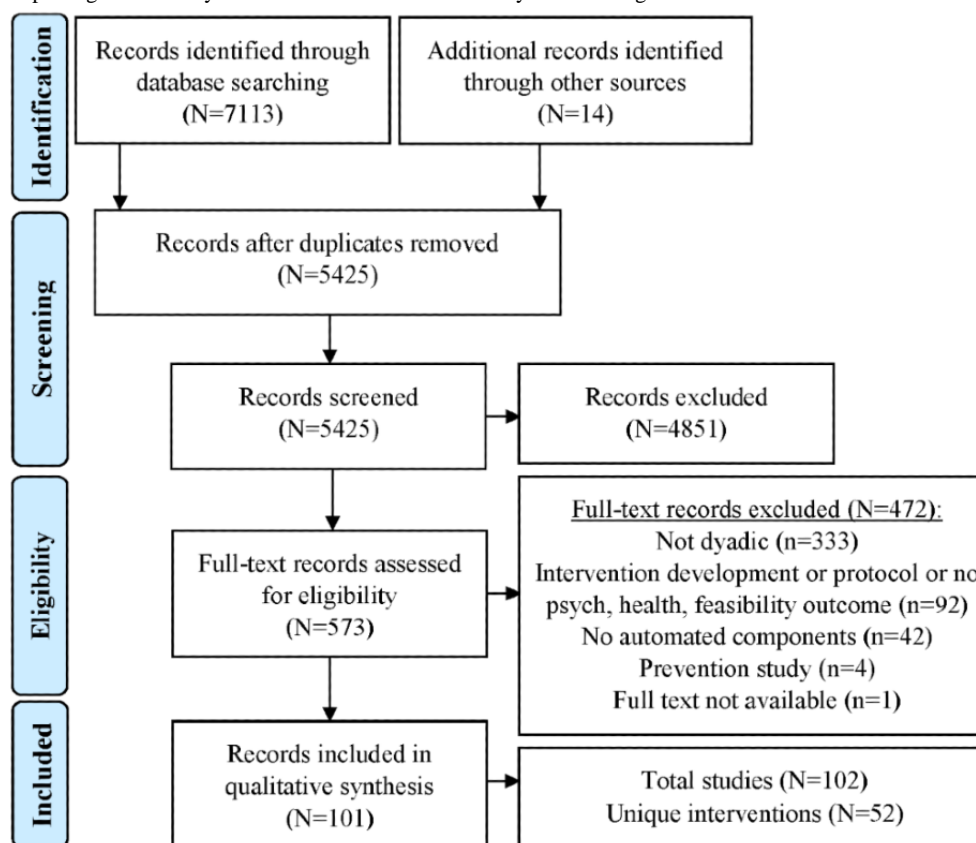 Identification
Records identified through
database searching
(N=7113)
Additional records identified
through other sources
(N=14)
Screening
Records after duplicates removed
(N=5425)
Records screened
(N=5425)
Records excluded
(N=4851)
Eligibility
Full-text records assessed
for eligibility
(N=573)
Full-text records excluded (N=472):
Not dyadic (n=333)
Intervention development or protocol or no
psych, health, feasibility outcome (n=92)
No automated components (n=42)
Prevention study (n=4)
Full text not available (n=1)
Included
Records included in
qualitative synthesis
(N=101)
Total studies (N=102)
Unique interventions (N=52)